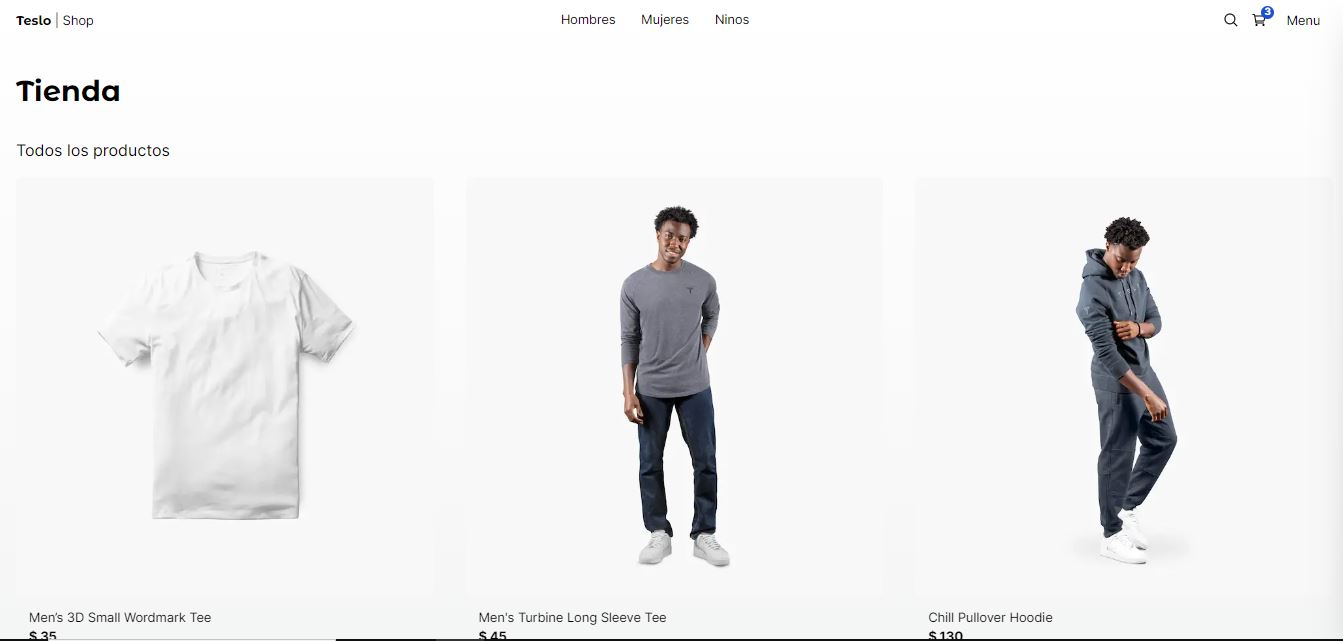 Teslo | Shop
Hombres Mujeres Ninos
3
Menu
Tienda
Todos los productos
Men's 3D Small Wordmark Tee
$ 35
Men's Turbine Long Sleeve Tee
$ 45
Chill Pullover Hoodie
$ 130